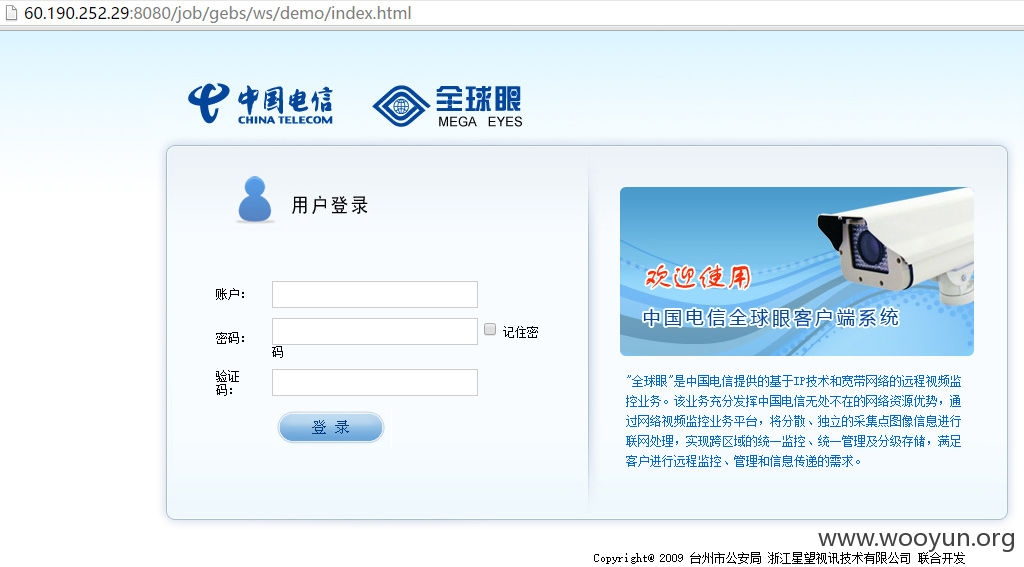 60.190.252.29:8080/job/gebs/ws/demo/index.html
中国电信
CHINA TELECOM
全球眼
MEGA EYES
用户登录
账户：
密码：
记住密
码
验证
码：
登 录
欢迎使用
中国电信全球眼客户端系统
"全球眼"是中国电信提供的基于IP技术和宽带网络的远程视频监
控业务。该业务充分发挥中国电信无处不在的网络资源优势，通
过网络视频监控业务平台，将分散、独立的采集点图像信息进行
联网处理，实现跨区域的统一监控、统一管理及分级存储，满足
客户进行远程监控、管理和信息传递的需求。
www.wooyun.org
Copyright@ 2009 台州市公安局 浙江星望视讯技术有限公司 联合开发